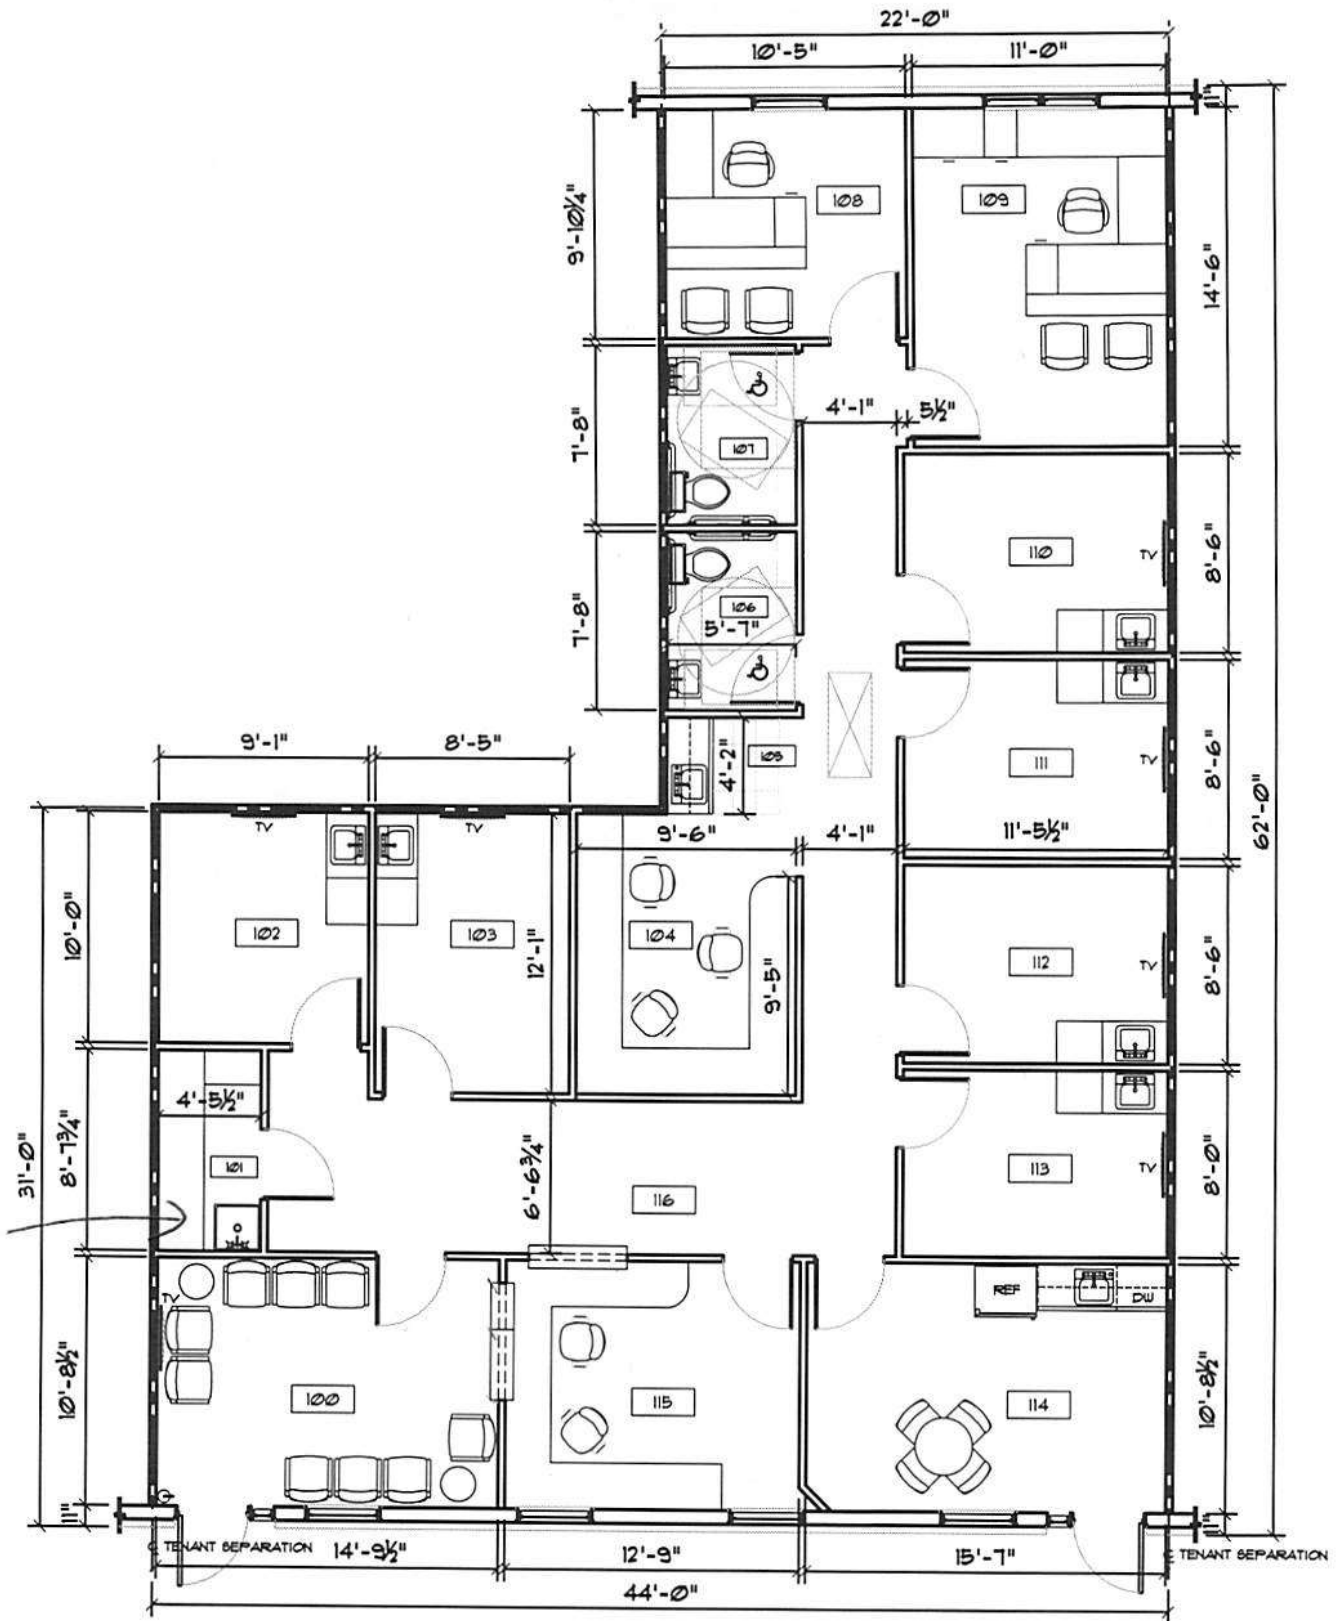 22'-0"
10'-5" 11'-0"
11"
108 109
9'-10¼"
14'-6"
4'-1" 5½"
7'-8"
107
110 TV
8'-6"
106
7'-8"
5'-7"
9'-1" 8'-5"
4'-2" 105
111 TV
8'-6"
62'-0"
TV TV
9'-6" 4'-1" 11'-5½"
10'-0"
102 103 104
12'-1"
9'-5"
112 TV
8'-6"
31'-0"
8'-7¾"
4'-5½"
101
6'-6¾"
116
113 TV
8'-0"
TV
REF DW
10'-8½"
100 115 114
10'-8½"
11" 11"
℄ TENANT SEPARATION 14'-9½" 12'-9" 15'-7" ℄ TENANT SEPARATION
44'-0"